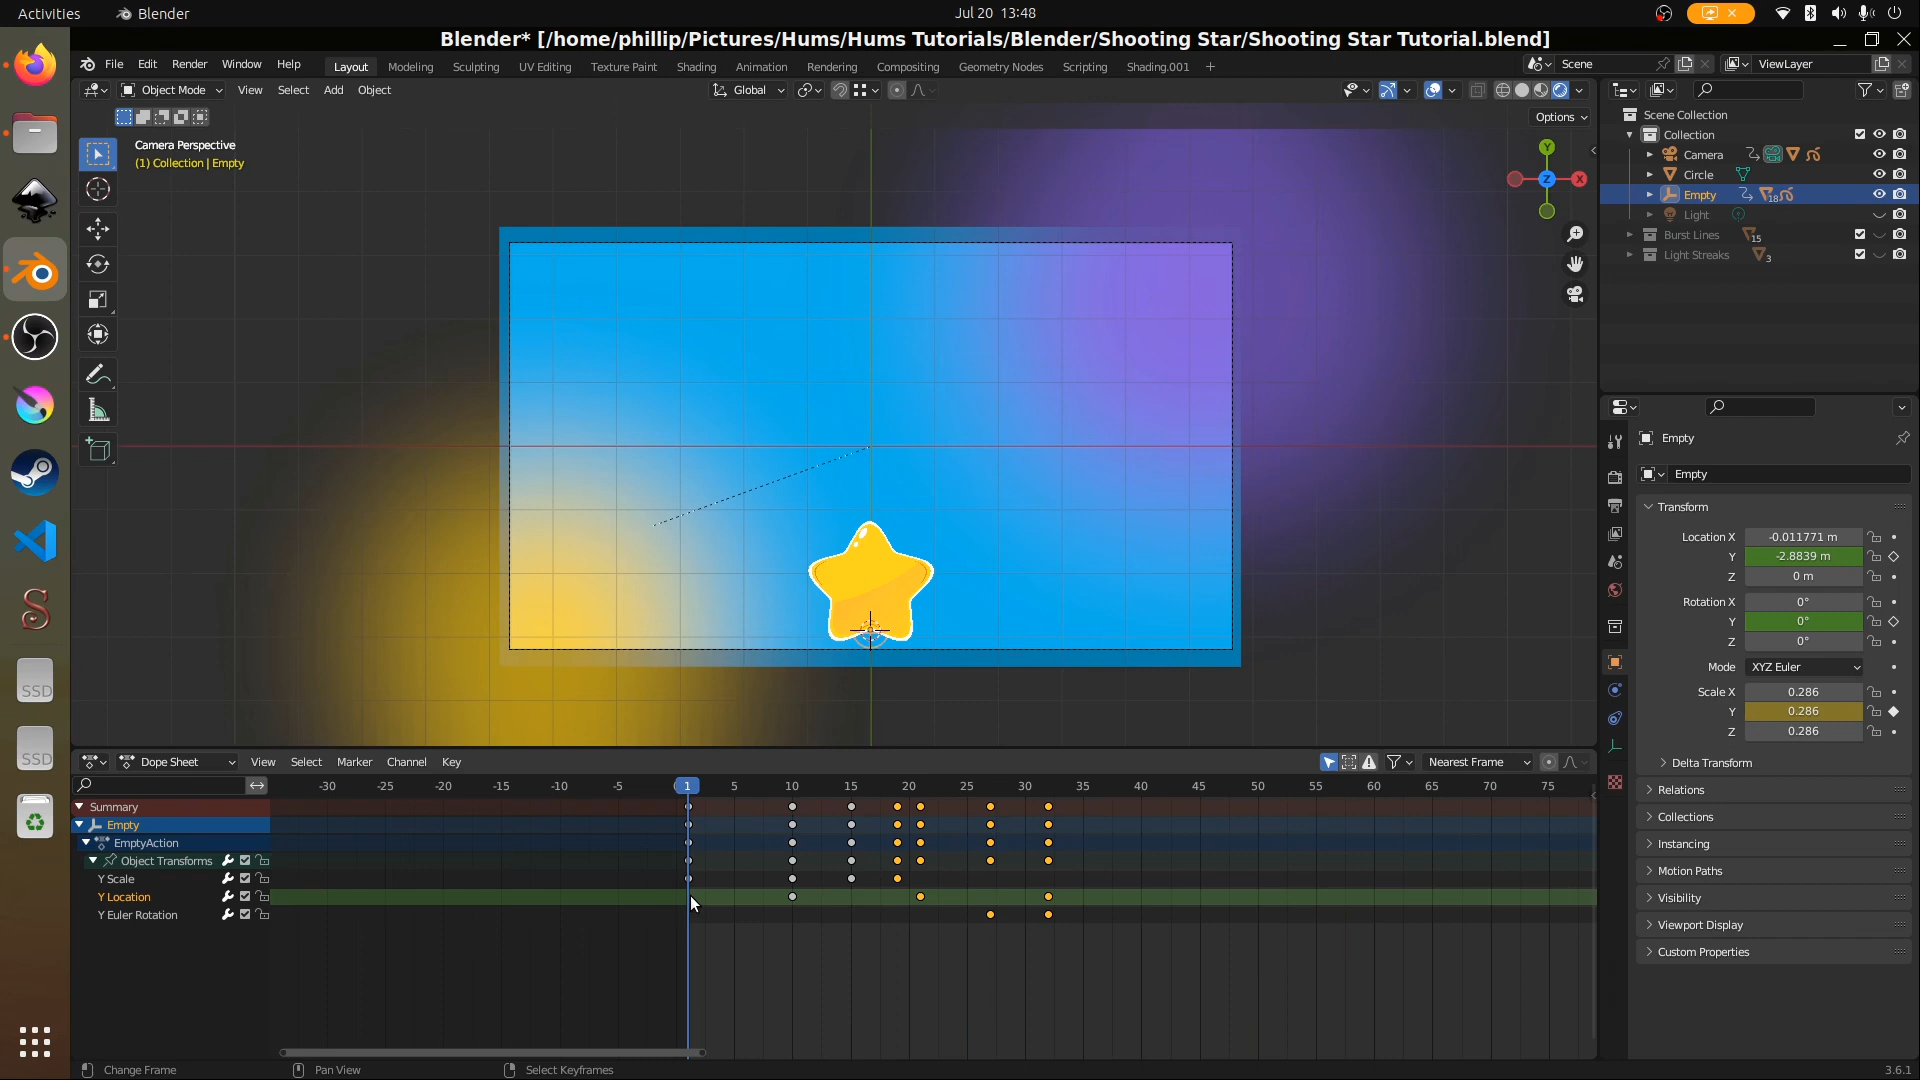 Activities Blender Jul 20 13:48
Blender* [/home/phillip/Pictures/Hums/Hums Tutorials/Blender/Shooting Star/Shooting Star Tutorial.blend]
File Edit Render Window Help Layout Modeling Sculpting UV Editing Texture Paint Shading Animation Rendering Compositing Geometry Nodes Scripting Shading.001 + Scene ViewLayer
Object Mode View Select Add Object Global
Options
Camera Perspective
(1) Collection | Empty
Y
X
Z
Scene Collection
Collection
Camera
Circle
Empty 18
Light
Burst Lines 15
Light Streaks 3
Empty
Empty
Transform
Location X -0.011771 m
Y -2.8839 m
Z 0 m
Rotation X 0°
Y 0°
Z 0°
Mode XYZ Euler
Scale X 0.286
Y 0.286
Z 0.286
Delta Transform
Relations
Collections
Instancing
Motion Paths
Visibility
Viewport Display
Custom Properties
Dope Sheet View Select Marker Channel Key Nearest Frame
-30 -25 -20 -15 -10 -5 1 5 10 15 20 25 30 35 40 45 50 55 60 65 70 75
Summary
Empty
EmptyAction
Object Transforms
Y Scale
Y Location
Y Euler Rotation
SSD
SSD
Change Frame Pan View Select Keyframes 3.6.1